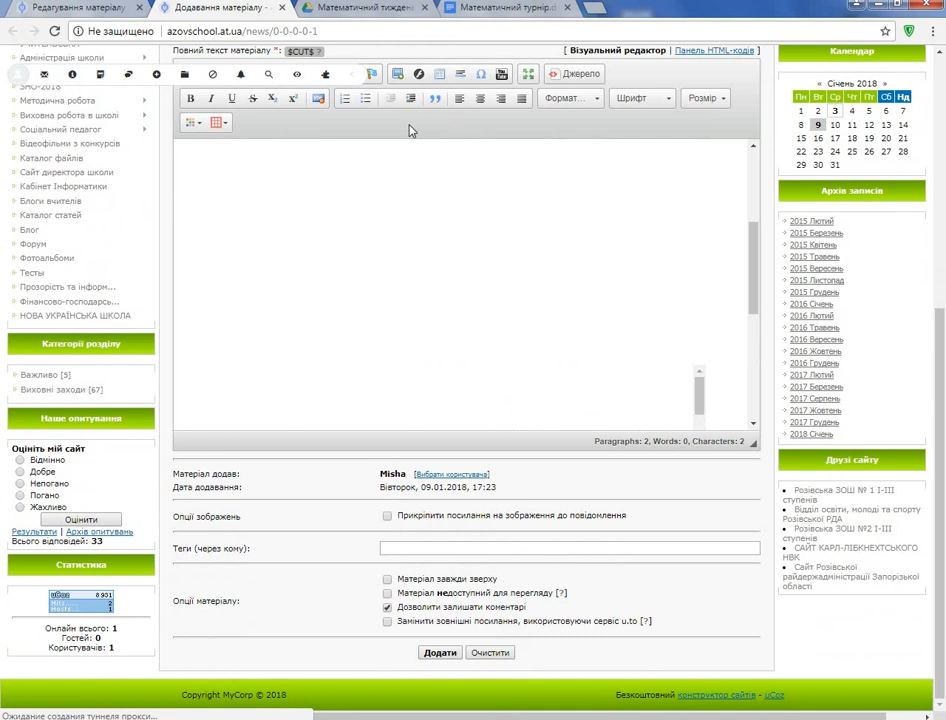 Редагування матеріалу
Додавання матеріалу -
Математичний тижден
Математичний турнір.d
Не защищено
azovschool.at.ua/news/0-0-0-0-1
Адміністрація школи
ЗНО-2018
Методична робота
Виховна робота в школі
Соціальний педагог
Відеофільми з конкурсів
Каталог файлів
Сайт директора школи
Кабінет Інформатики
Блоги вчителів
Каталог статей
Блог
Форум
Фотоальбоми
Тести
Прозорість та інформ...
Фінансово-господарсь...
НОВА УКРАЇНСЬКА ШКОЛА
Категорії розділу
Важливо [5]
Виховні заходи [67]
Наше опитування
Оцініть мій сайт
Відмінно
Добре
Непогано
Погано
Жахливо
Оцінити
Результати | Архів опитувань
Всього відповідей: 33
Статистика
uCoz 8 931
Hits
Hosts
Онлайн всього: 1
Гостей: 0
Користувачів: 1
Повний текст матеріалу *: $CUT$ ?
[ Візуальний редактор | Панель HTML-кодів ]
Джерело
B I U S X₂ X²
Формат...
Шрифт
Розмір
Paragraphs: 2, Words: 0, Characters: 2
Матеріал додав: Misha [Вибрати користувача]
Дата додавання: Вівторок, 09.01.2018, 17:23
Опції зображень Прикріпити посилання на зображення до повідомлення
Теги (через кому):
Опції матеріалу:
Матеріал завжди зверху
Матеріал недоступний для перегляду [?]
Дозволити залишати коментарі
Замінити зовнішні посилання, використовуючи сервіс u.to [?]
Додати Очистити
Календар
« Січень 2018 »
Пн Вт Ср Чт Пт Сб Нд
1 2 3 4 5 6 7
8 9 10 11 12 13 14
15 16 17 18 19 20 21
22 23 24 25 26 27 28
29 30 31
Архів записів
2015 Лютий
2015 Березень
2015 Квітень
2015 Травень
2015 Вересень
2015 Листопад
2015 Грудень
2016 Січень
2016 Лютий
2016 Травень
2016 Вересень
2016 Жовтень
2016 Грудень
2017 Лютий
2017 Березень
2017 Серпень
2017 Жовтень
2017 Грудень
2018 Січень
Друзі сайту
Розівська ЗОШ № 1 І-ІІІ
ступенів
Відділ освіти, молоді та спорту
Розівської РДА
Розівська ЗОШ №2 І-ІІІ
ступенів
САЙТ КАРЛ-ЛІБКНЕХТСЬКОГО
НВК
Сайт Розівської
райдержадміністрації Запорізької
області
Copyright MyCorp © 2018
Безкоштовний конструктор сайтів - uCoz
Ожидание создания туннеля прокси...